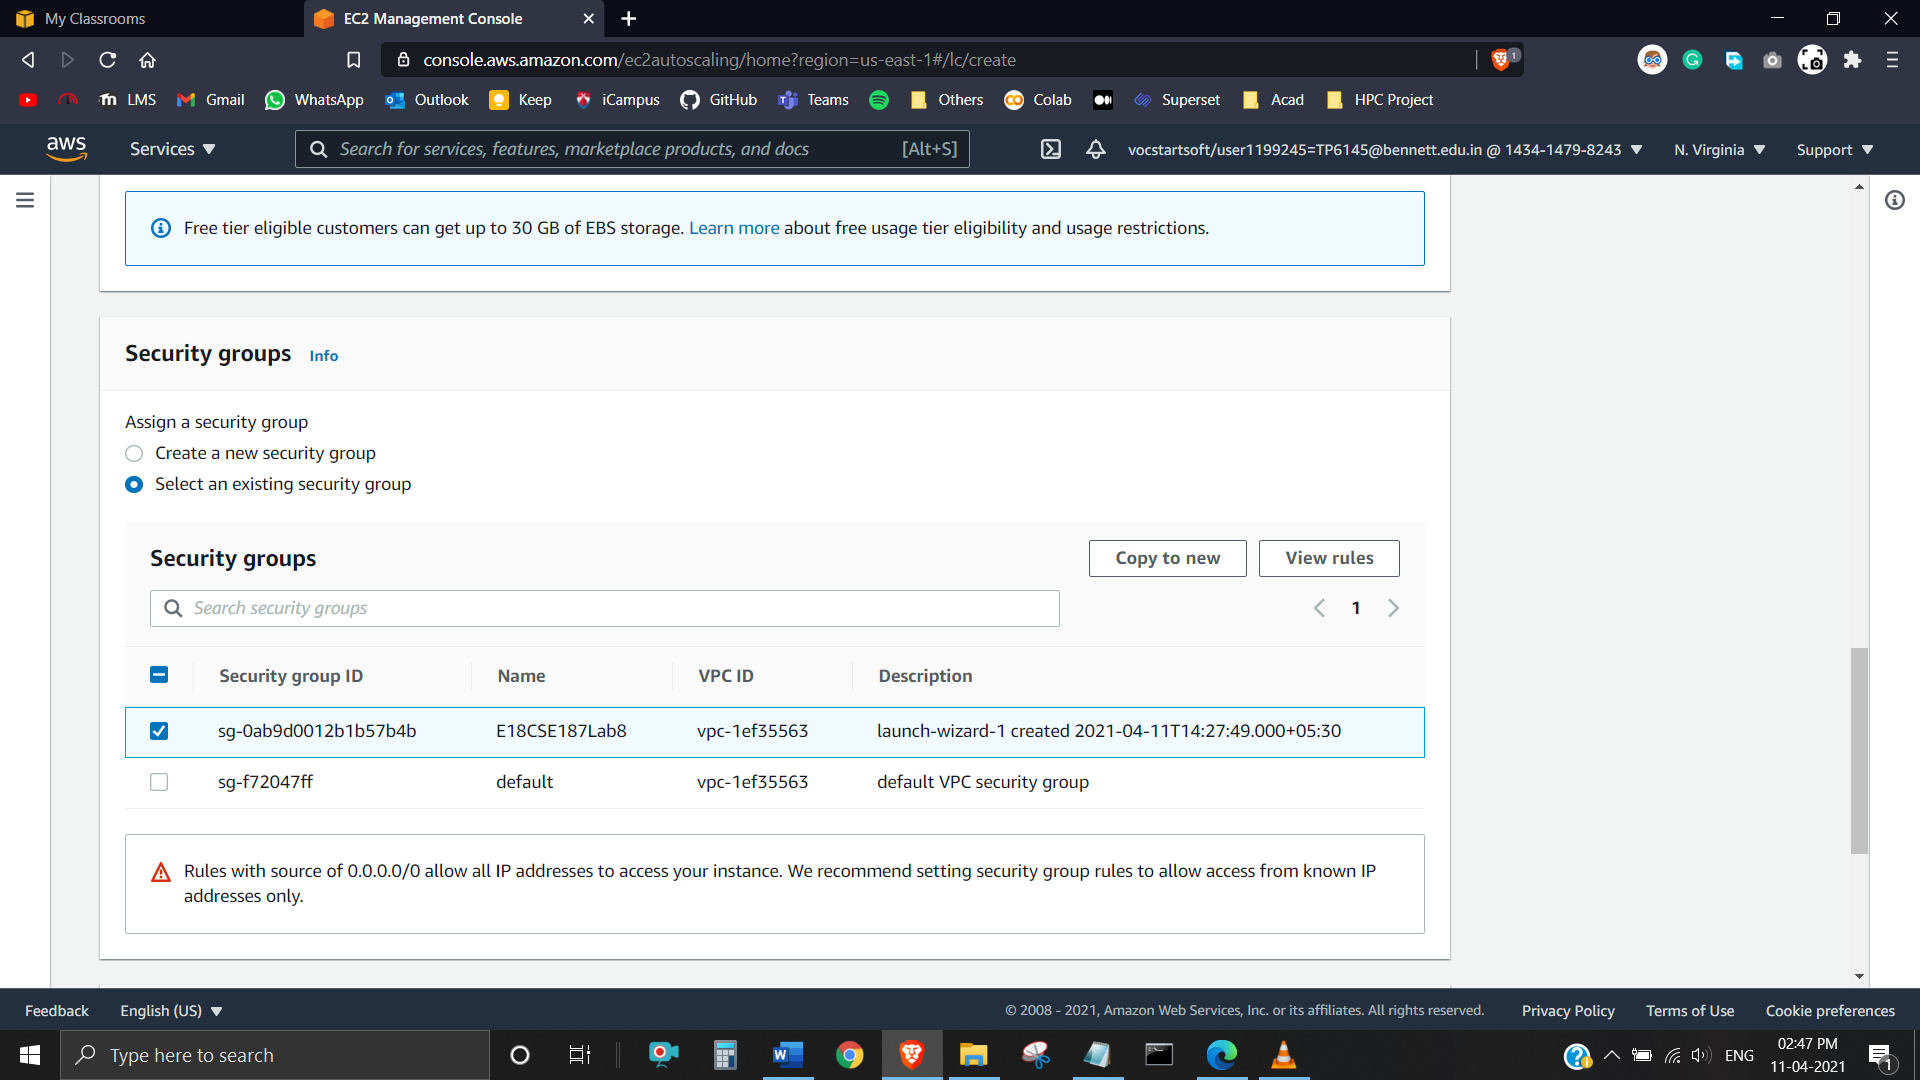 My Classrooms
EC2 Management Console
console.aws.amazon.com/ec2autoscaling/home?region=us-east-1#/lc/create
1
LMS
Gmail
WhatsApp
Outlook
Keep
iCampus
GitHub
Teams
Others
Colab
Superset
Acad
HPC Project
aws
Services
Search for services, features, marketplace products, and docs
[Alt+S]
vocstartsoft/user1199245=TP6145@bennett.edu.in @ 1434-1479-8243
N. Virginia
Support
Free tier eligible customers can get up to 30 GB of EBS storage. Learn more about free usage tier eligibility and usage restrictions.
Security groups Info
Assign a security group
Create a new security group
Select an existing security group
Security groups
Copy to new
View rules
Search security groups
1
Security group ID
Name
VPC ID
Description
sg-0ab9d0012b1b57b4b
E18CSE187Lab8
vpc-1ef35563
launch-wizard-1 created 2021-04-11T14:27:49.000+05:30
sg-f72047ff
default
vpc-1ef35563
default VPC security group
Rules with source of 0.0.0.0/0 allow all IP addresses to access your instance. We recommend setting security group rules to allow access from known IP
addresses only.
Feedback
English (US)
© 2008 - 2021, Amazon Web Services, Inc. or its affiliates. All rights reserved.
Privacy Policy
Terms of Use
Cookie preferences
Type here to search
ENG
02:47 PM
11-04-2021
1